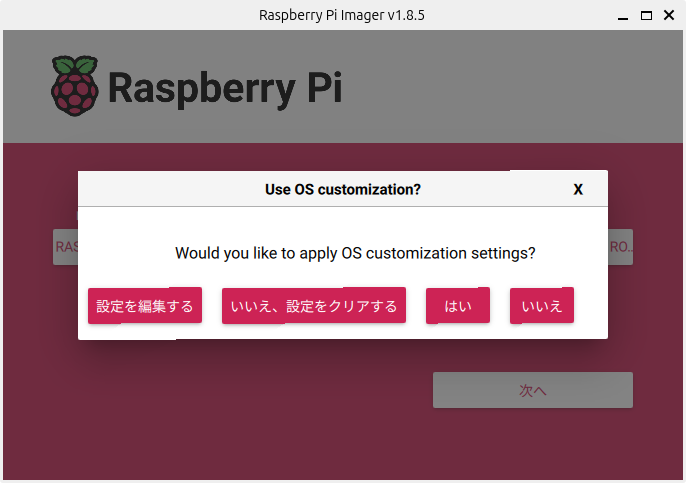 Raspberry Pi Imager v1.8.5
Raspberry Pi
Use OS customization?
X
Would you like to apply OS customization settings?
RAS
RO..
設定を編集する
いいえ、設定をクリアする
はい
いいえ
次へ